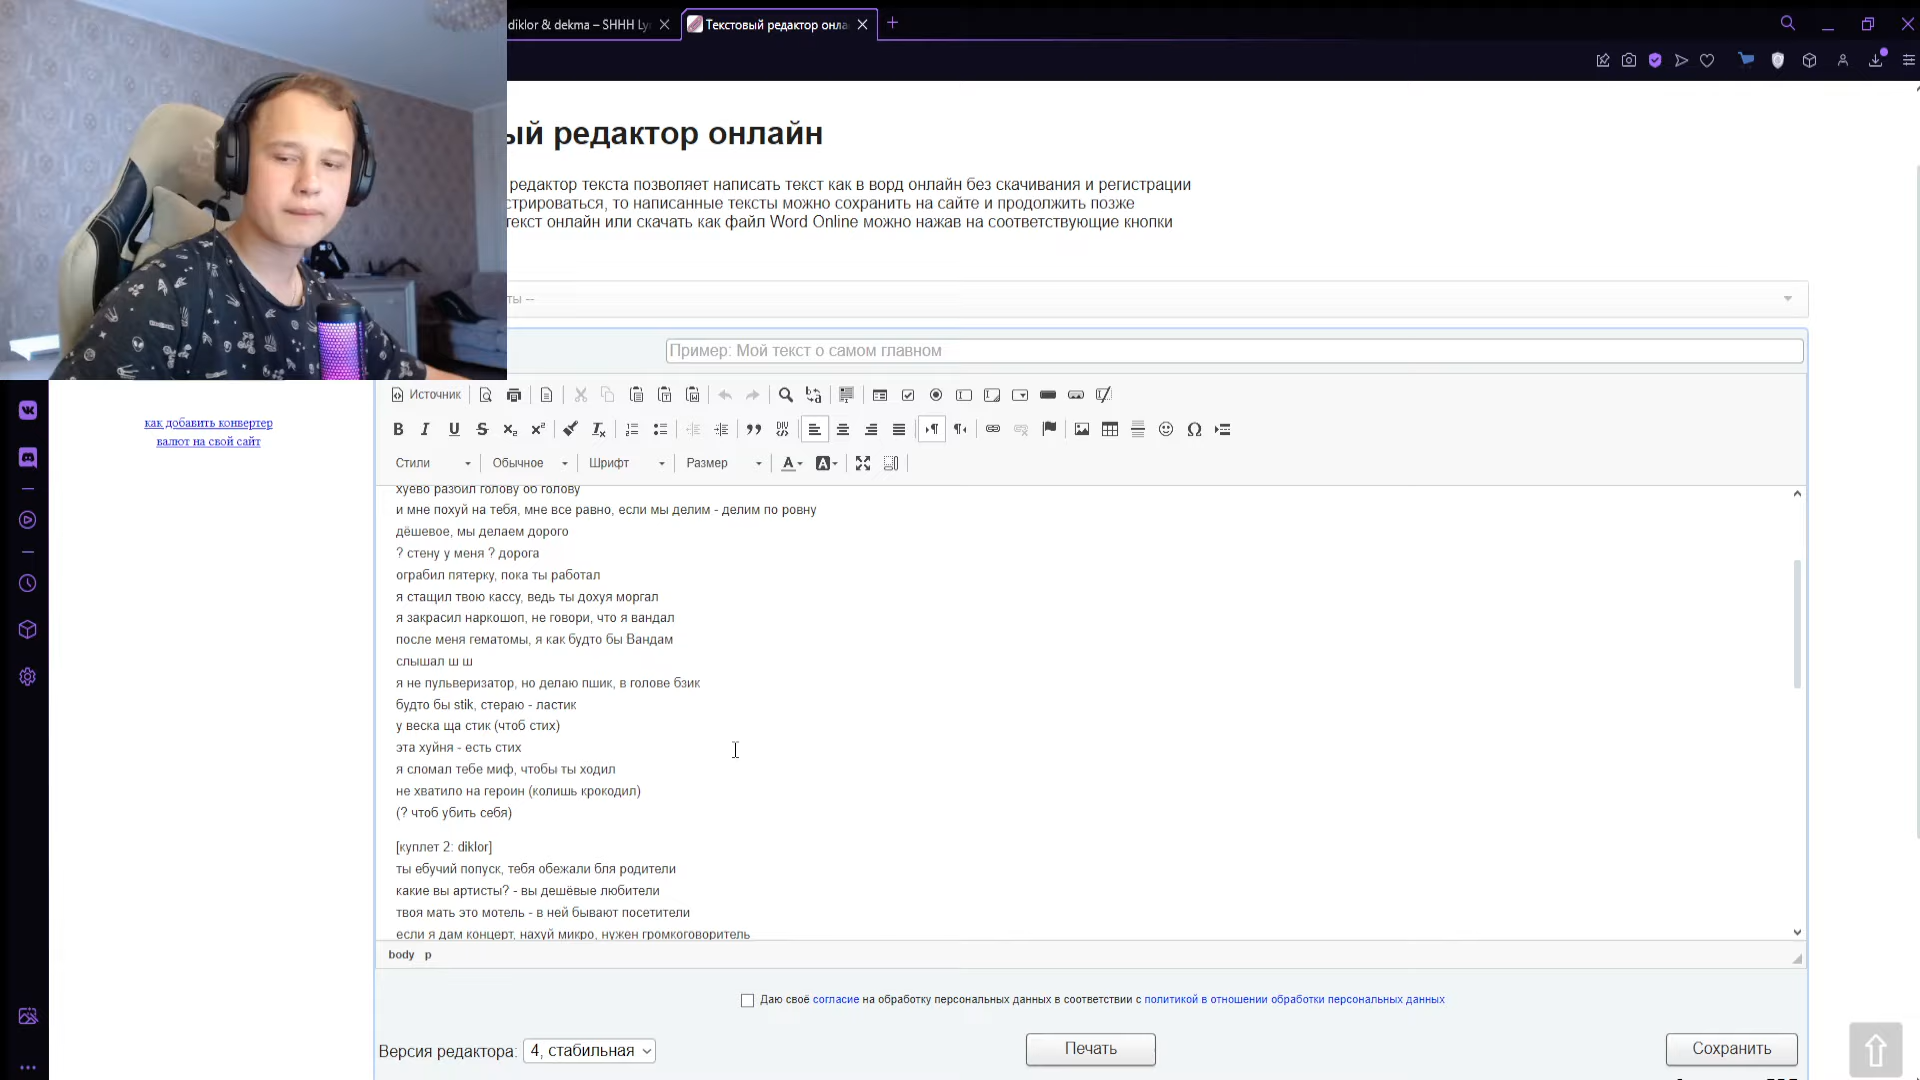 diklor & dekma – SHHH Ly
Текстовый редактор онла
ый редактор онлайн
редактор текста позволяет написать текст как в ворд онлайн без скачивания и регистрации
стрироваться, то написанные тексты можно сохранить на сайте и продолжить позже
текст онлайн или скачать как файл Word Online можно нажав на соответствующие кнопки
ты --
Пример: Мой текст о самом главном
Источник
Стили
Обычное
Шрифт
Размер
как добавить конвертер
валют на свой сайт
хуево разбил голову об голову
и мне похуй на тебя, мне все равно, если мы делим - делим по ровну
дёшевое, мы делаем дорого
? стену у меня ? дорога
ограбил пятерку, пока ты работал
я стащил твою кассу, ведь ты дохуя моргал
я закрасил наркошоп, не говори, что я вандал
после меня гематомы, я как будто бы Вандам
слышал ш ш
я не пульверизатор, но делаю пшик, в голове бзик
будто бы stik, стераю - ластик
у веска ща стик (чтоб стих)
эта хуйня - есть стих
я сломал тебе миф, чтобы ты ходил
не хватило на героин (колишь крокодил)
(? чтоб убить себя)
[куплет 2: diklor]
ты ебучий попуск, тебя обежали бля родители
какие вы артисты? - вы дешёвые любители
твоя мать это мотель - в ней бывают посетители
если я дам концерт, нахуй микро, нужен громкоговоритель
body p
Даю своё согласие на обработку персональных данных в соответствии с политикой в отношении обработки персональных данных
Версия редактора: 4, стабильная
Печать
Сохранить